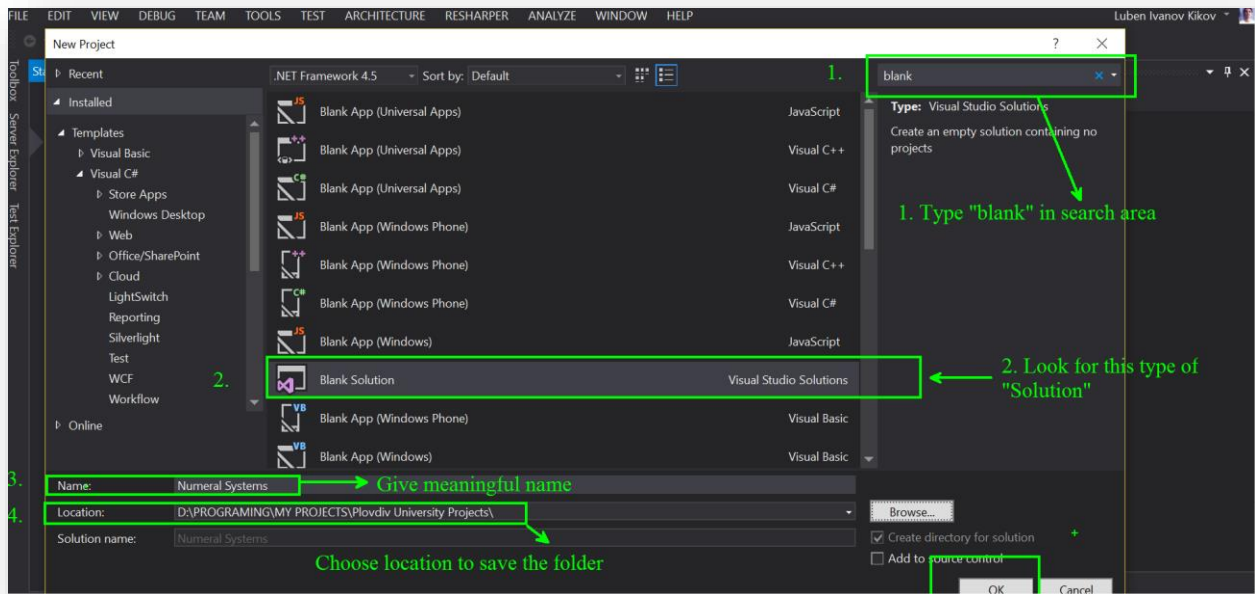 FILE EDIT VIEW DEBUG TEAM TOOLS TEST ARCHITECTURE RESHARPER ANALYZE WINDOW HELP Luben Ivanov Kikov
New Project ? ×
Toolbox Server Explorer Test Explorer
Recent
.NET Framework 4.5 Sort by: Default
1.
blank
Installed
Templates
Visual Basic
Visual C#
Store Apps
Windows Desktop
Web
Office/SharePoint
Cloud
LightSwitch
Reporting
Silverlight
Test
WCF
Workflow
Online
JS Blank App (Universal Apps) JavaScript
++ Blank App (Universal Apps) Visual C++
C# Blank App (Universal Apps) Visual C#
JS Blank App (Windows Phone) JavaScript
++ Blank App (Windows Phone) Visual C++
C# Blank App (Windows Phone) Visual C#
JS Blank App (Windows) JavaScript
2.
Blank Solution Visual Studio Solutions
VB Blank App (Windows Phone) Visual Basic
VB Blank App (Windows) Visual Basic
Type: Visual Studio Solutions
Create an empty solution containing no
projects
1. Type "blank" in search area
2. Look for this type of
"Solution"
3.
Name: Numeral Systems
Give meaningful name
4.
Location: D:\PROGRAMING\MY PROJECTS\Plovdiv University Projects\
Browse...
Solution name: Numeral Systems
Create directory for solution
Choose location to save the folder
Add to source control
OK Cancel